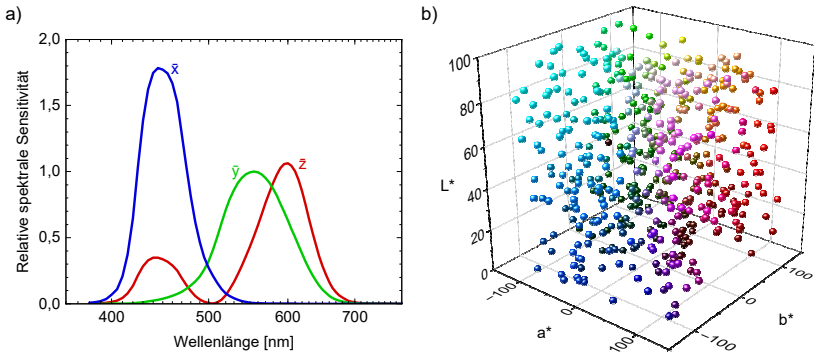 a)
2,0
1,5
1,0
0,5
0,0
400
500
600
700
Relative spektrale Sensitivität
Wellenlänge [nm]
x̄
ȳ
z̄
b)
100
80
60
40
20
0
L*
−100
0
100
a*
−100
0
100
b*